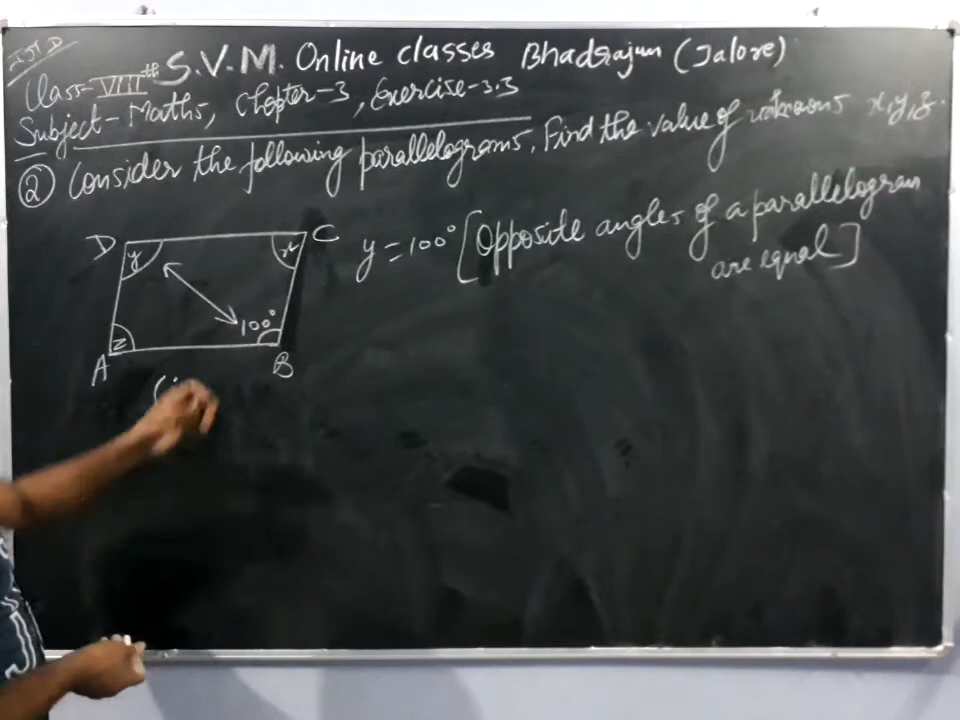 Class-VIIIth S.V.M. Online classes Bhadrajun (Jalore)
Subject-Maths, Chapter-3, Exercise-3.3
② Consider the following parallelograms. Find the value of unknowns x,y,z.
D y x C
z 100° A B
y = 100° [Opposite angles of a parallelogram
are equal]
(i